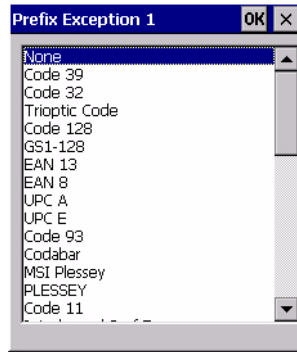 Prefix Exception 1 OK ×
None
Code 39
Code 32
Trioptic Code
Code 128
GS1-128
EAN 13
EAN 8
UPC A
UPC E
Code 93
Codabar
MSI Plessey
PLESSEY
Code 11